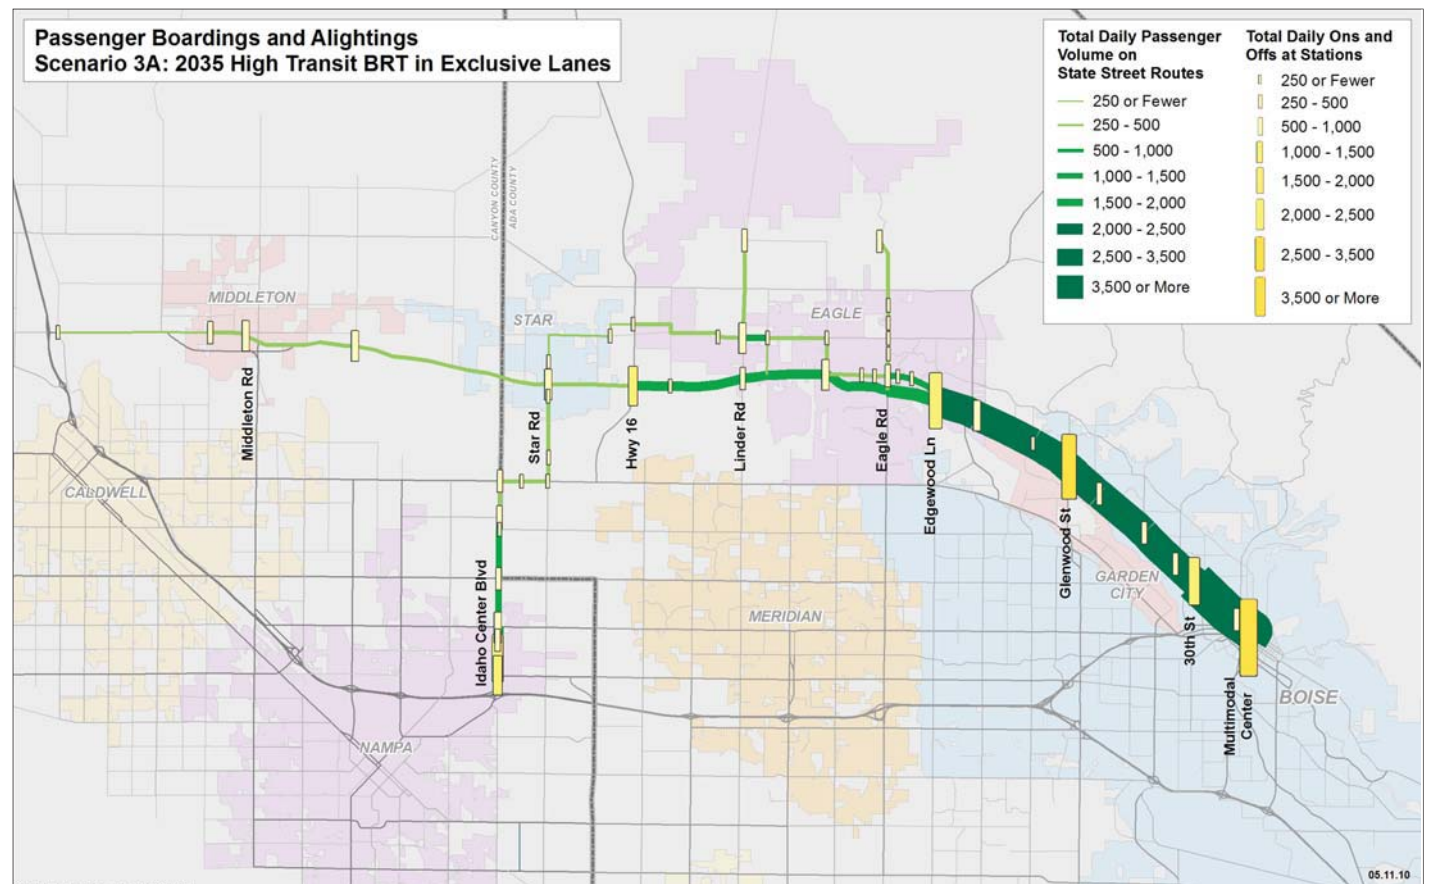 Passenger Boardings and Alightings
Scenario 3A: 2035 High Transit BRT in Exclusive Lanes
Total Daily Passenger
Volume on
State Street Routes
250 or Fewer
250 - 500
500 - 1,000
1,000 - 1,500
1,500 - 2,000
2,000 - 2,500
2,500 - 3,500
3,500 or More
Total Daily Ons and
Offs at Stations
250 or Fewer
250 - 500
500 - 1,000
1,000 - 1,500
1,500 - 2,000
2,000 - 2,500
2,500 - 3,500
3,500 or More
CANYON COUNTY
ADA COUNTY
MIDDLETON
STAR
EAGLE
Middleton Rd
Star Rd
Hwy 16
Linder Rd
Eagle Rd
Edgewood Ln
CALDWELL
Idaho Center Blvd
Glenwood St
GARDEN
CITY
MERIDIAN
30th St
Multimodal
Center
BOISE
NAMPA
05.11.10